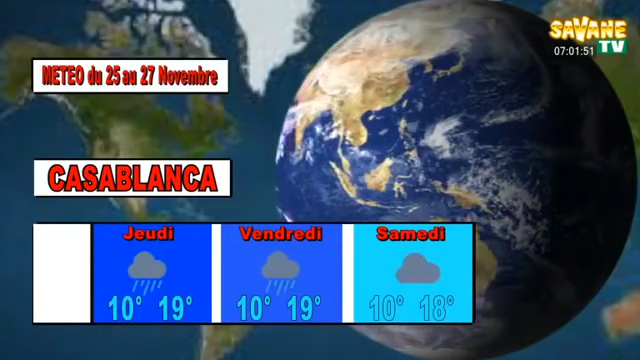 SAVANE
TV
07:01:51
METEO du 25 au 27 Novembre
CASABLANCA
Jeudi Vendredi Samedi
10° 19° 10° 19° 10° 18°